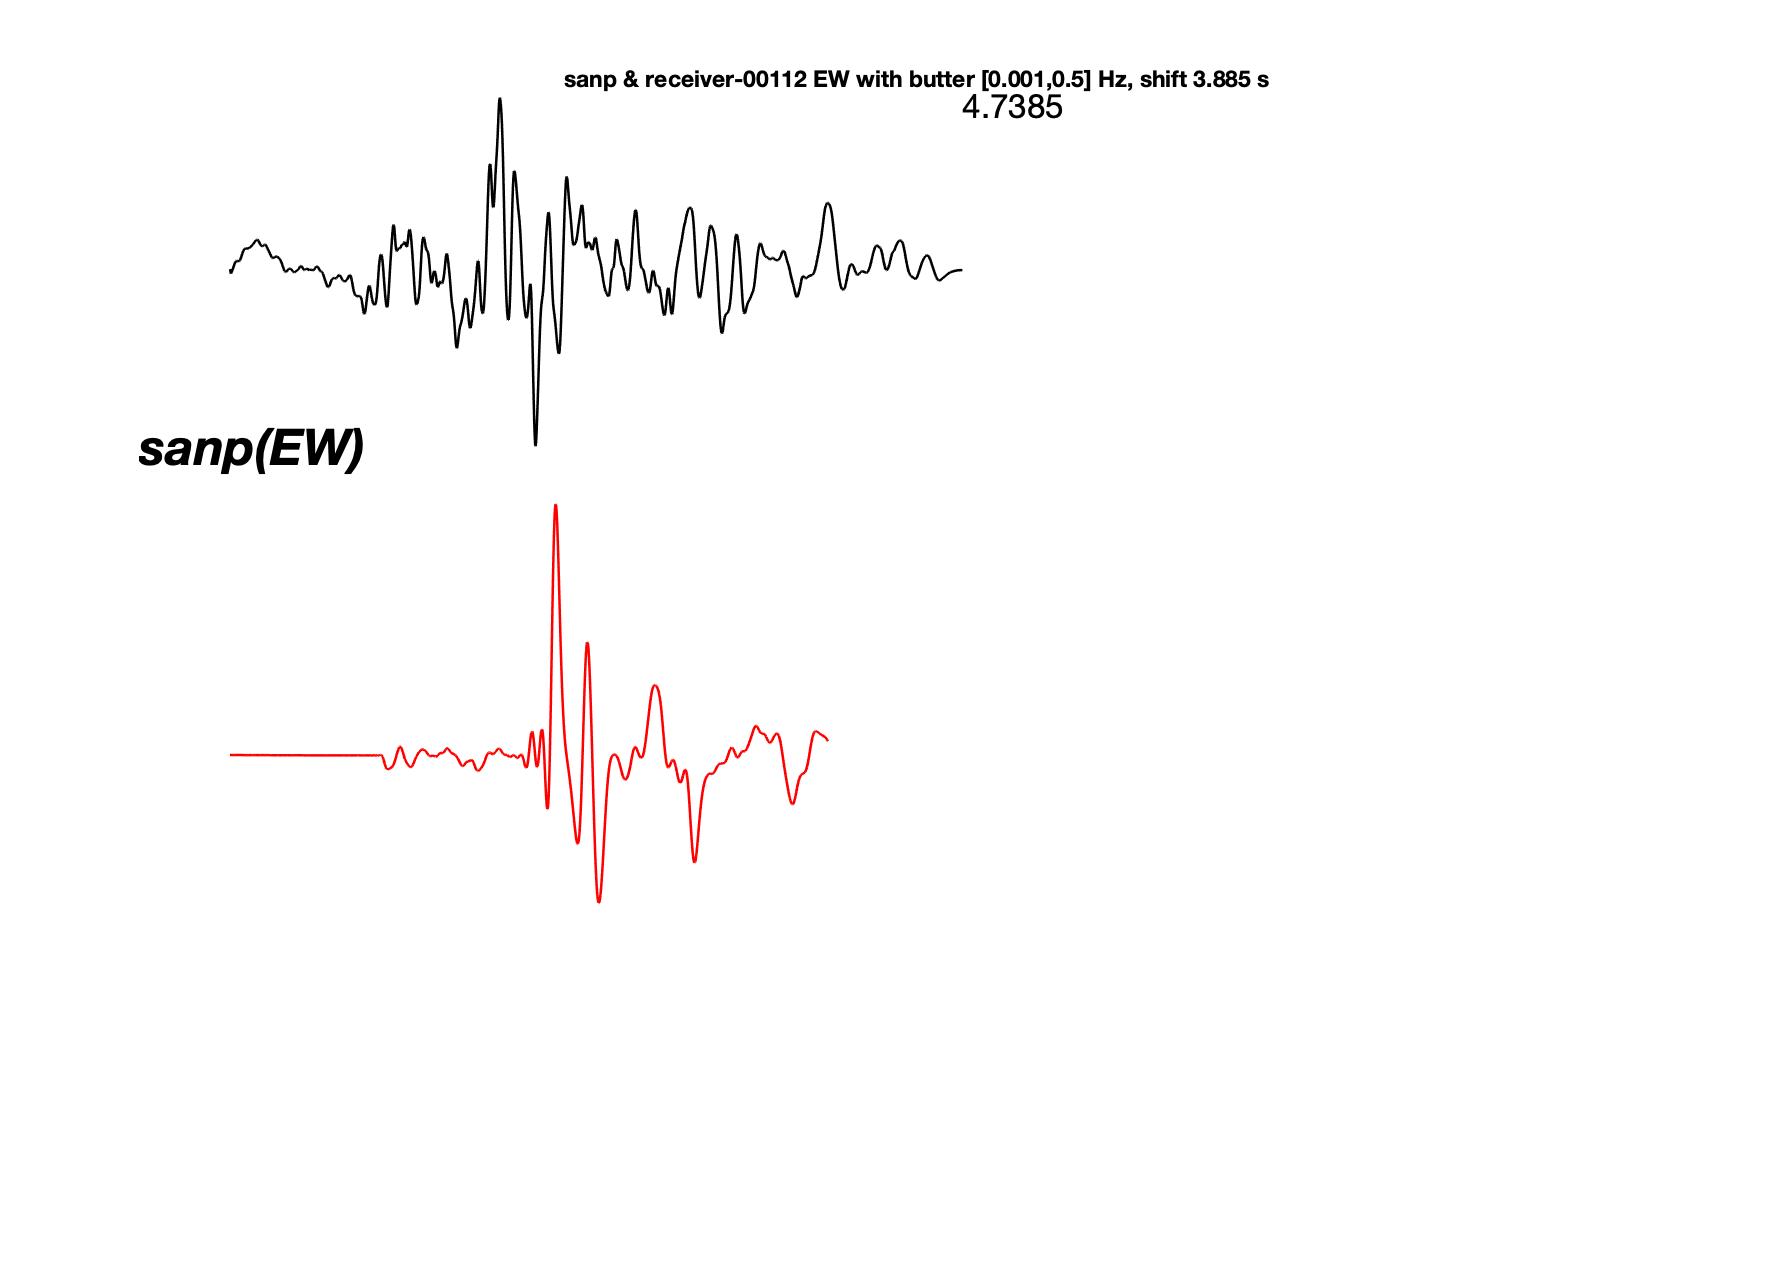 sanp & receiver-00112 EW with butter [0.001,0.5] Hz, shift 3.885 s
4.7385
sanp(EW)